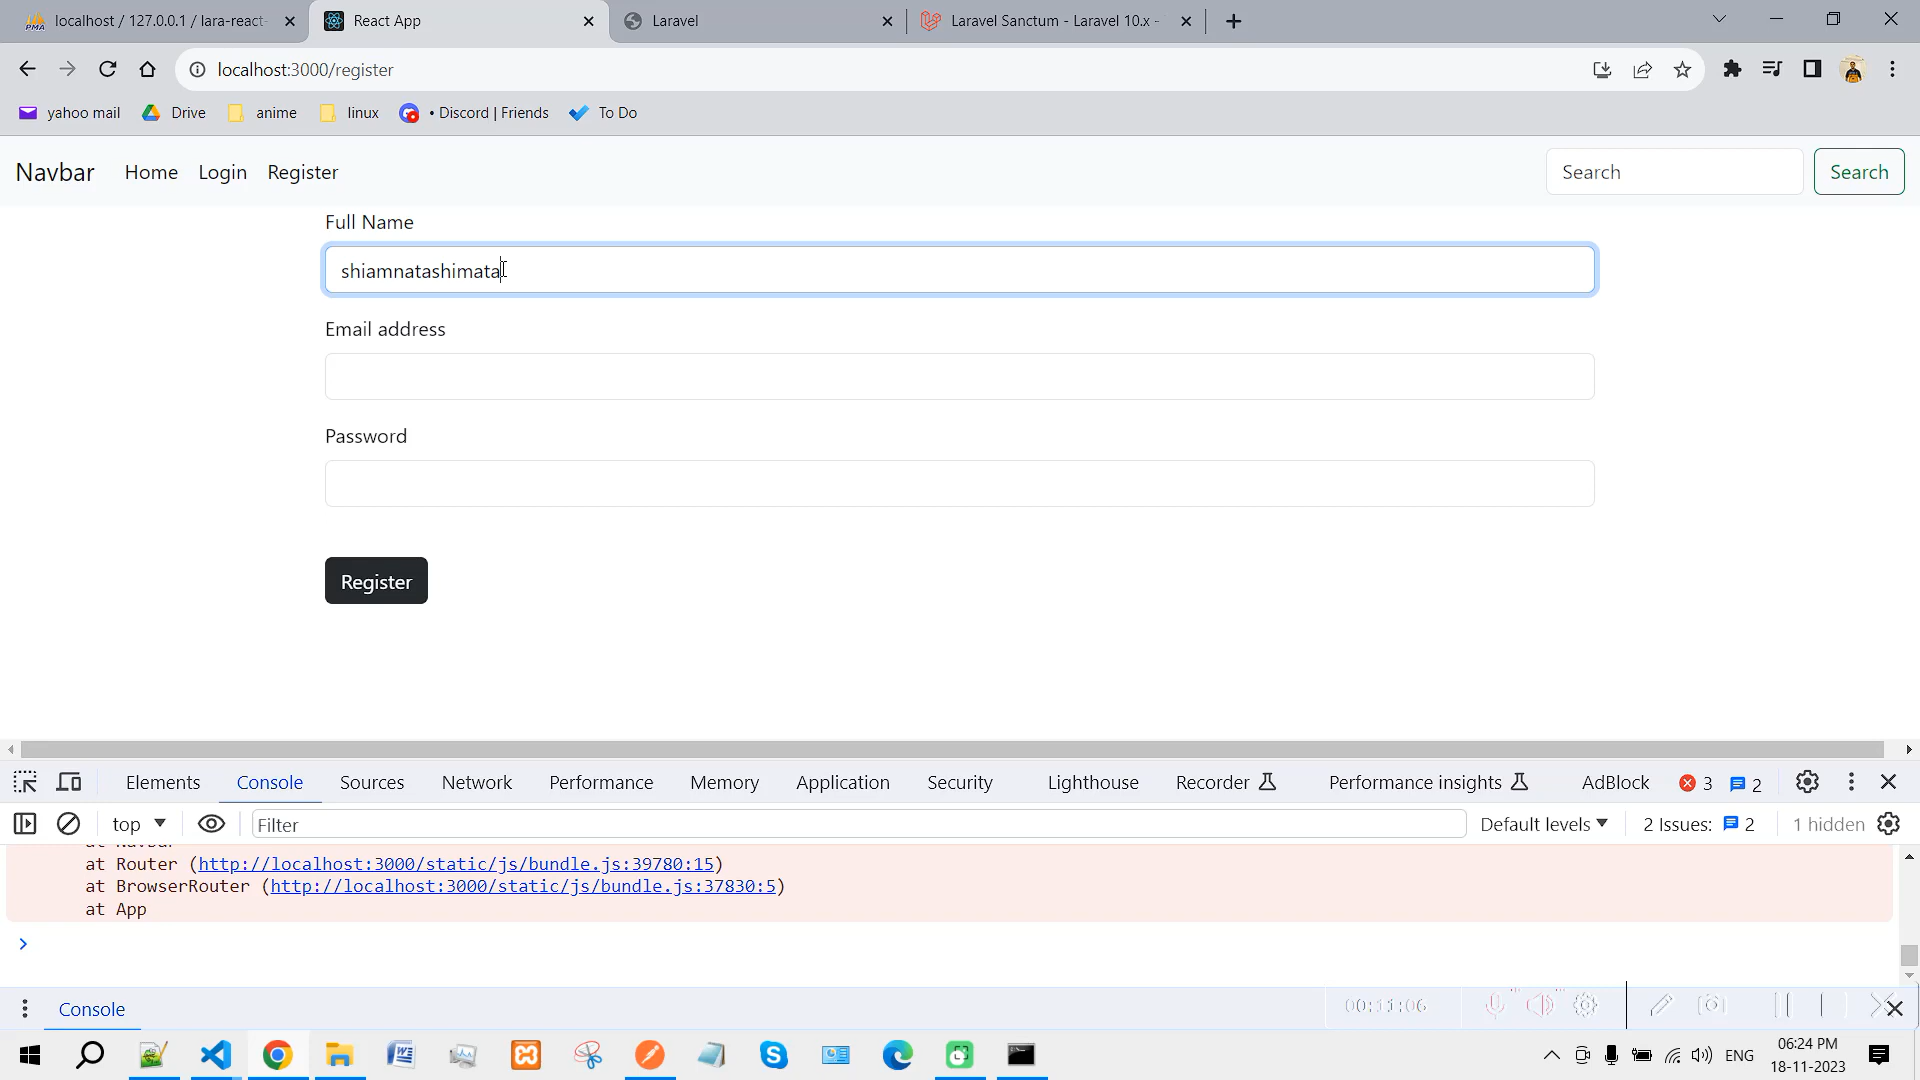 localhost / 127.0.0.1 / lara-react-
React App
Laravel
Laravel Sanctum - Laravel 10.x -
localhost:3000/register
yahoo mail
Drive
anime
linux
• Discord | Friends
To Do
Navbar
Home
Login
Register
Search
Search
Full Name
shiamnatashimata
Email address
Password
Register
Elements
Console
Sources
Network
Performance
Memory
Application
Security
Lighthouse
Recorder
Performance insights
AdBlock
3
2
top
Filter
Default levels
2 Issues:
2
1 hidden
at Navbar
at Router (http://localhost:3000/static/js/bundle.js:39780:15)
at BrowserRouter (http://localhost:3000/static/js/bundle.js:37830:5)
at App
Console
00:11:06
ENG
06:24 PM
18-11-2023